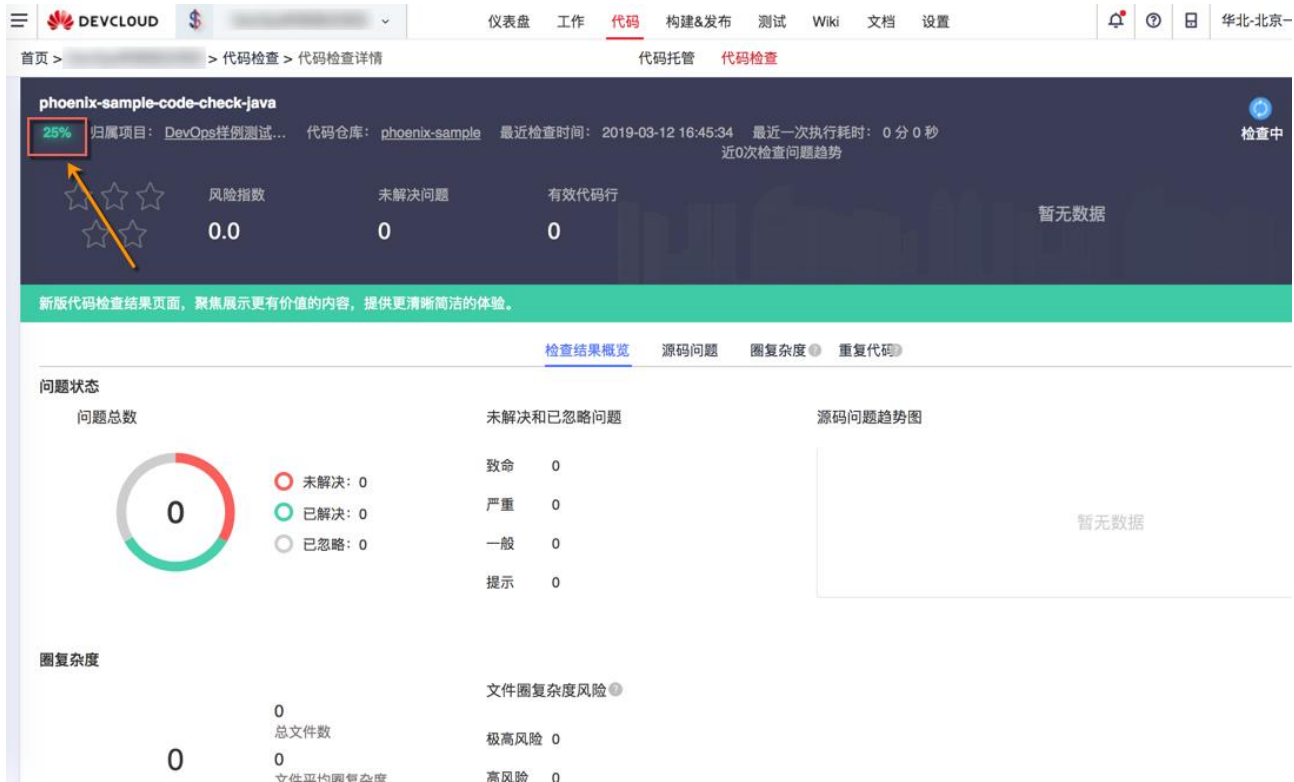 DEVCLOUD 仪表盘 工作 代码 构建&发布 测试 Wiki 文档 设置 华北-北京一
首页 > > 代码检查 > 代码检查详情 代码托管 代码检查
phoenix-sample-code-check-java
25% 归属项目： DevOps样例测试... 代码仓库： phoenix-sample 最近检查时间： 2019-03-12 16:45:34 最近一次执行耗时： 0 分 0 秒 检查中
近0次检查问题趋势
风险指数 未解决问题 有效代码行
暂无数据
0.0 0 0
新版代码检查结果页面，聚焦展示更有价值的内容，提供更清晰简洁的体验。
检查结果概览 源码问题 圈复杂度 重复代码
问题状态
问题总数 未解决和已忽略问题 源码问题趋势图
致命 0
未解决：0
严重 0
0 已解决：0 暂无数据
一般 0
已忽略：0
提示 0
圈复杂度
文件圈复杂度风险
0
总文件数
极高风险 0
0 0
文件平均圈复杂度 高风险 0